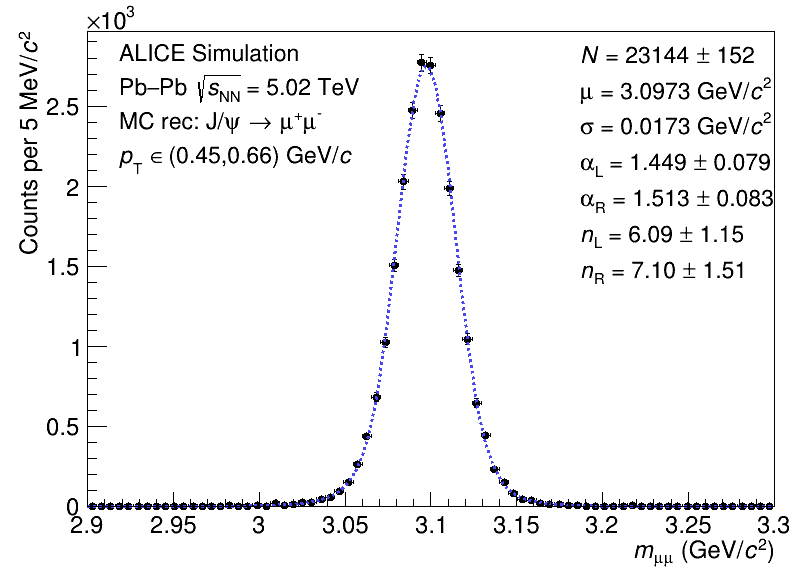 ×10³
ALICE Simulation
Pb–Pb √s_NN = 5.02 TeV
MC rec: J/ψ → μ⁺μ⁻
p_T ∈ (0.45,0.66) GeV/c
N = 23144 ± 152
μ = 3.0973 GeV/c²
σ = 0.0173 GeV/c²
α_L = 1.449 ± 0.079
α_R = 1.513 ± 0.083
n_L = 6.09 ± 1.15
n_R = 7.10 ± 1.51
Counts per 5 MeV/c²
2.5
2
1.5
1
0.5
0
2.9 2.95 3 3.05 3.1 3.15 3.2 3.25 3.3
m_μμ (GeV/c²)